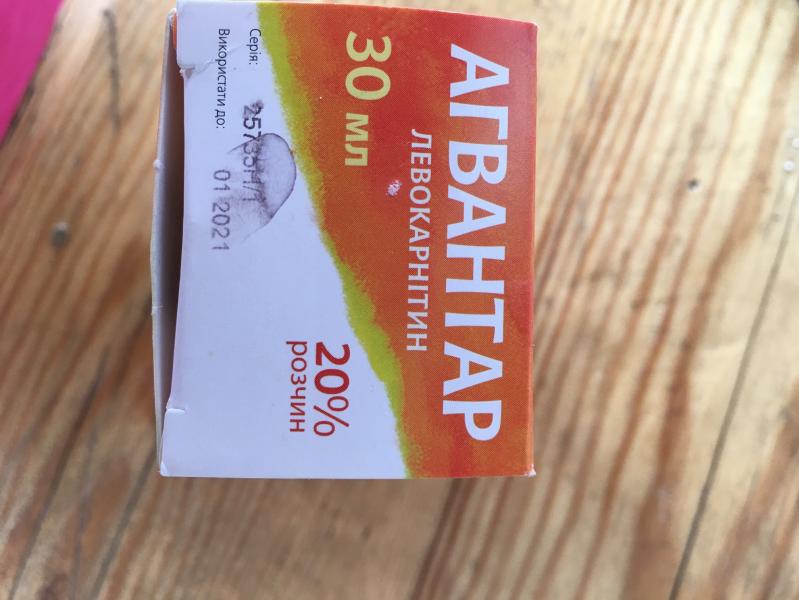 АГВАНТАР
ЛЕВОКАРНІТИН
30 мл
20%
розчин
Серія:
Використати до: 01 2021